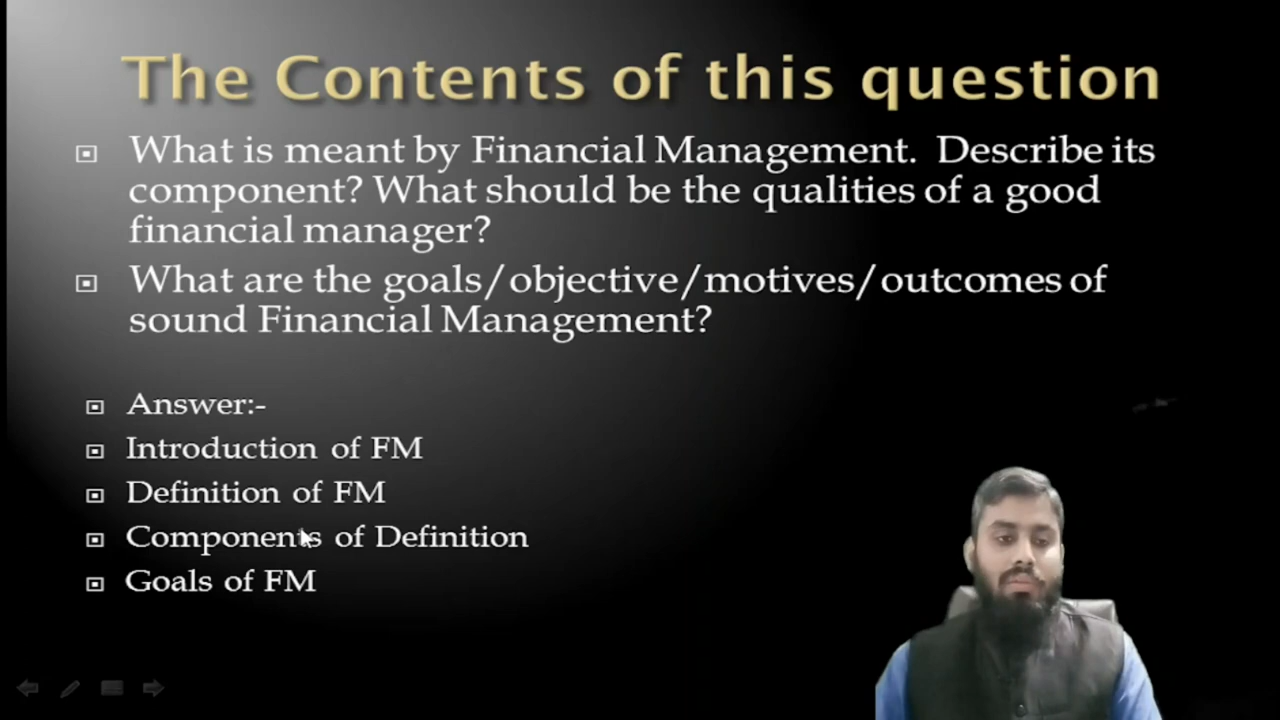 The Contents of this question
What is meant by Financial Management. Describe its
component? What should be the qualities of a good
financial manager?
What are the goals/objective/motives/outcomes of
sound Financial Management?
Answer:-
Introduction of FM
Definition of FM
Components of Definition
Goals of FM